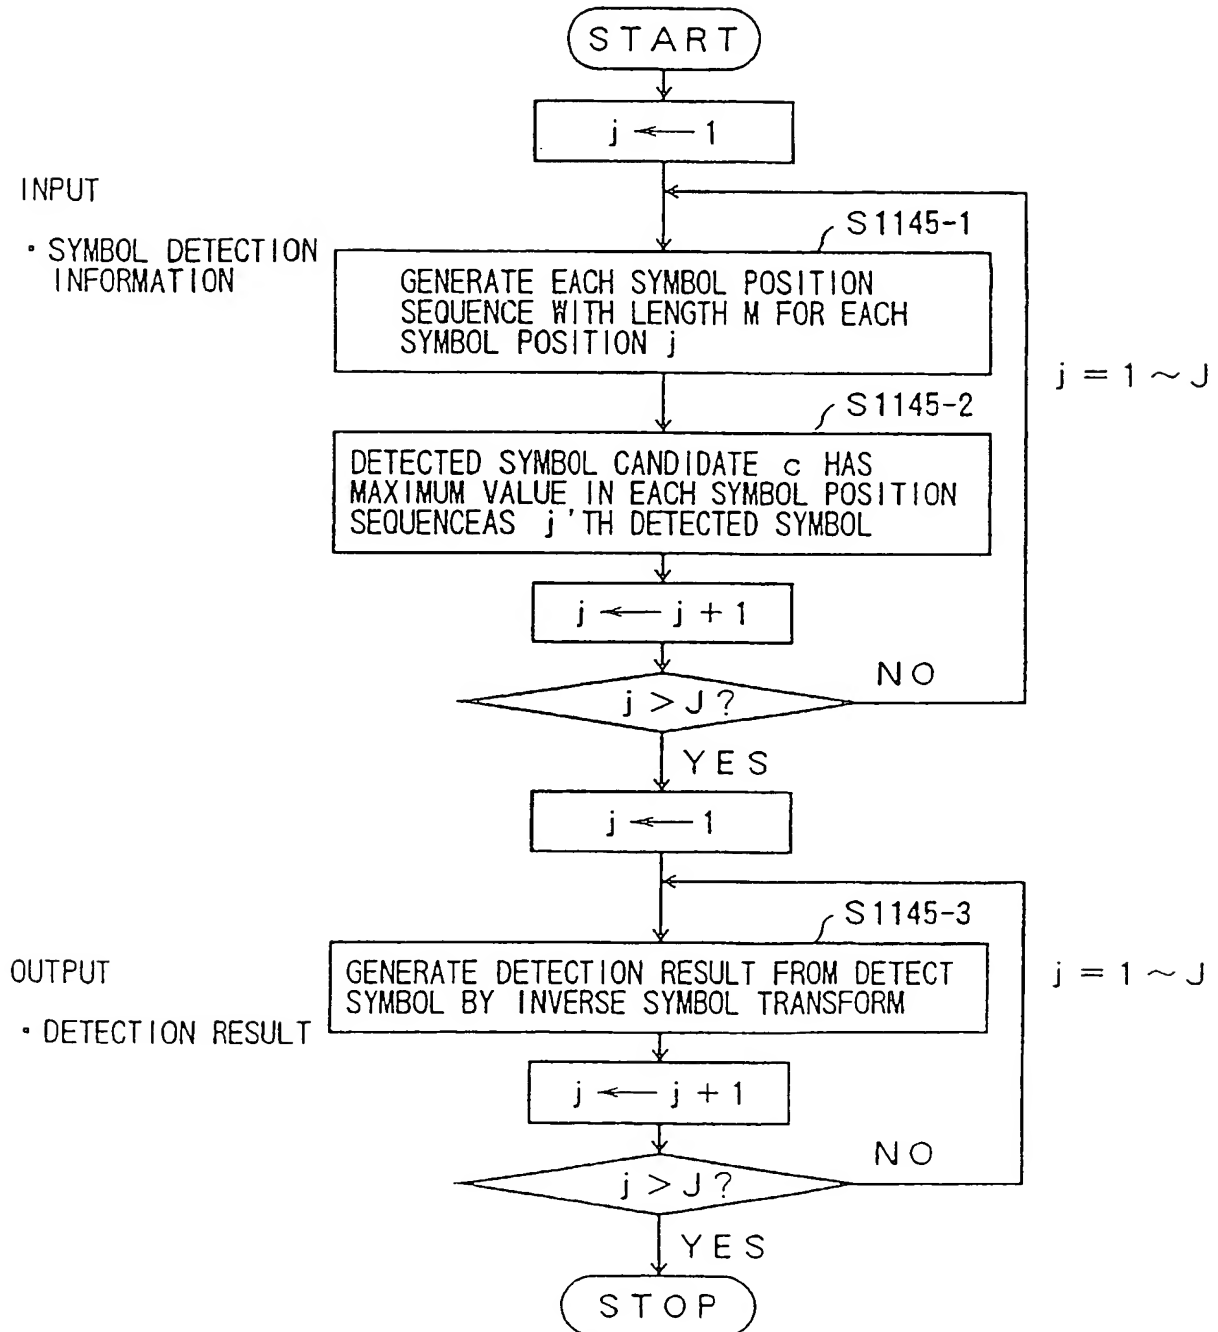 START
j ← 1
INPUT
・SYMBOL DETECTION
INFORMATION
S1145-1
GENERATE EACH SYMBOL POSITION
SEQUENCE WITH LENGTH M FOR EACH
SYMBOL POSITION j
j = 1 ~ J
S1145-2
DETECTED SYMBOL CANDIDATE c HAS
MAXIMUM VALUE IN EACH SYMBOL POSITION
SEQUENCEAS j'TH DETECTED SYMBOL
j ← j + 1
j > J ?
NO
YES
j ← 1
S1145-3
OUTPUT
・DETECTION RESULT
GENERATE DETECTION RESULT FROM DETECT
SYMBOL BY INVERSE SYMBOL TRANSFORM
j = 1 ~ J
j ← j + 1
j > J ?
NO
YES
STOP